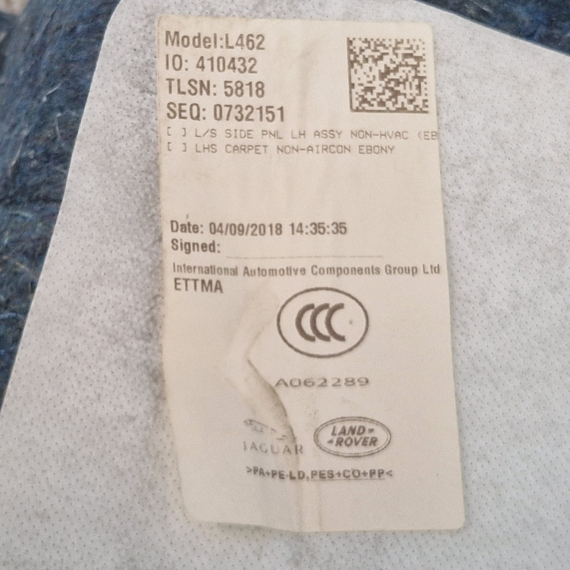 Model:L462
IO: 410432
TLSN: 5818
SEQ: 0732151
[ ] L/S SIDE PNL LH ASSY NON-HVAC (EB
[ ] LHS CARPET NON-AIRCON EBONY
Date: 04/09/2018 14:35:35
Signed:
International Automotive Components Group Ltd
ETTMA
CCC
A062289
JAGUAR
LAND-
-ROVER
>PA+PE-LD,PES+CO+PP<